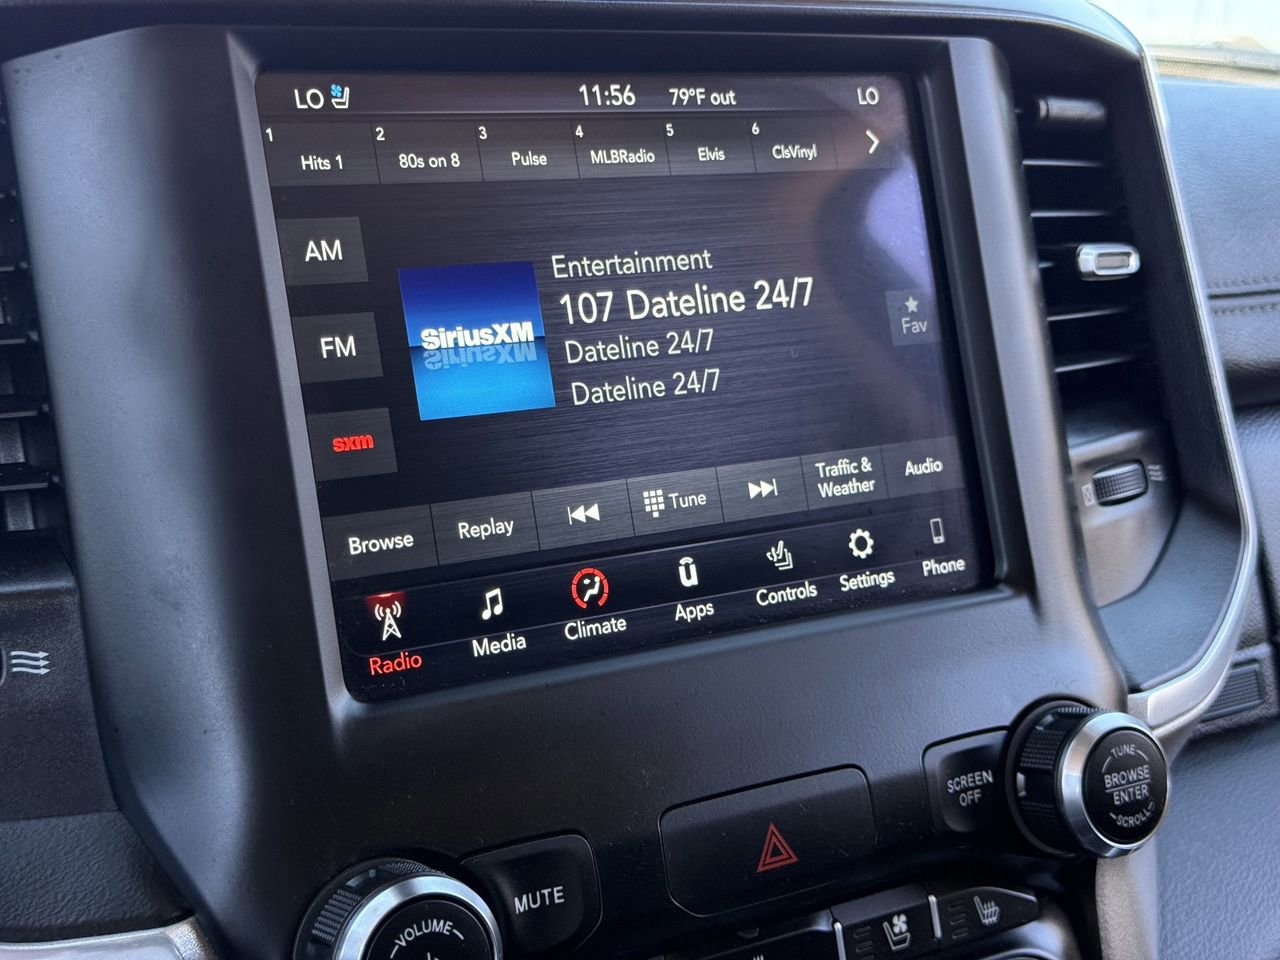 LO 11:56 79°F out LO
1 Hits 1
2 80s on 8
3 Pulse
4 MLBRadio
5 Elvis
6 ClsVinyl
AM
FM
sxm
SiriusXM
Entertainment
107 Dateline 24/7
Dateline 24/7
Dateline 24/7
Fav
Browse
Replay
Tune
Traffic &
Weather
Audio
Radio
Media
Climate
Apps
Controls
Settings
Phone
SCREEN
OFF
TUNE
BROWSE
ENTER
SCROLL
MUTE
VOLUME